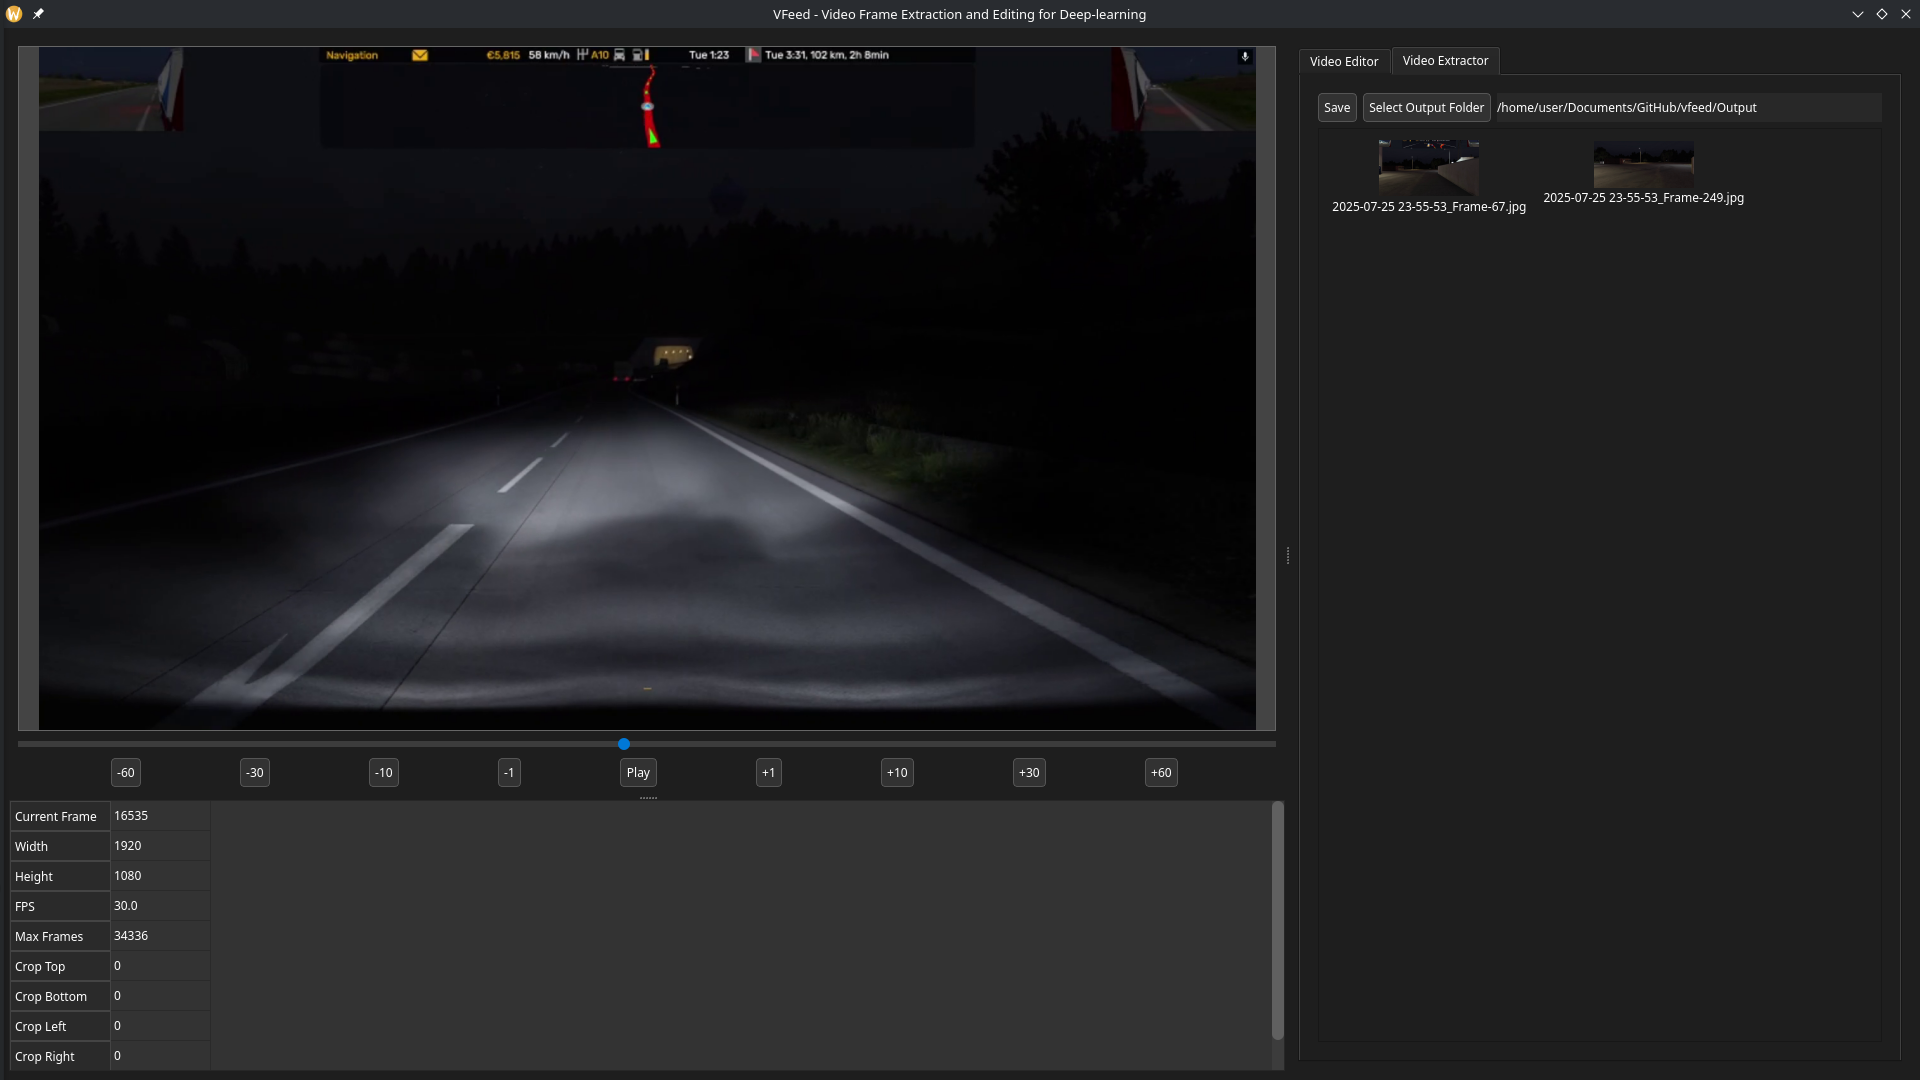 VFeed - Video Frame Extraction and Editing for Deep-learning
Navigation €5,815 58 km/h A10 Tue 1:23 Tue 3:31, 102 km, 2h 8min
Video Editor Video Extractor
Save Select Output Folder /home/user/Documents/GitHub/vfeed/Output
2025-07-25 23-55-53_Frame-67.jpg 2025-07-25 23-55-53_Frame-249.jpg
-60 -30 -10 -1 Play +1 +10 +30 +60
Current Frame 16535
Width 1920
Height 1080
FPS 30.0
Max Frames 34336
Crop Top 0
Crop Bottom 0
Crop Left 0
Crop Right 0